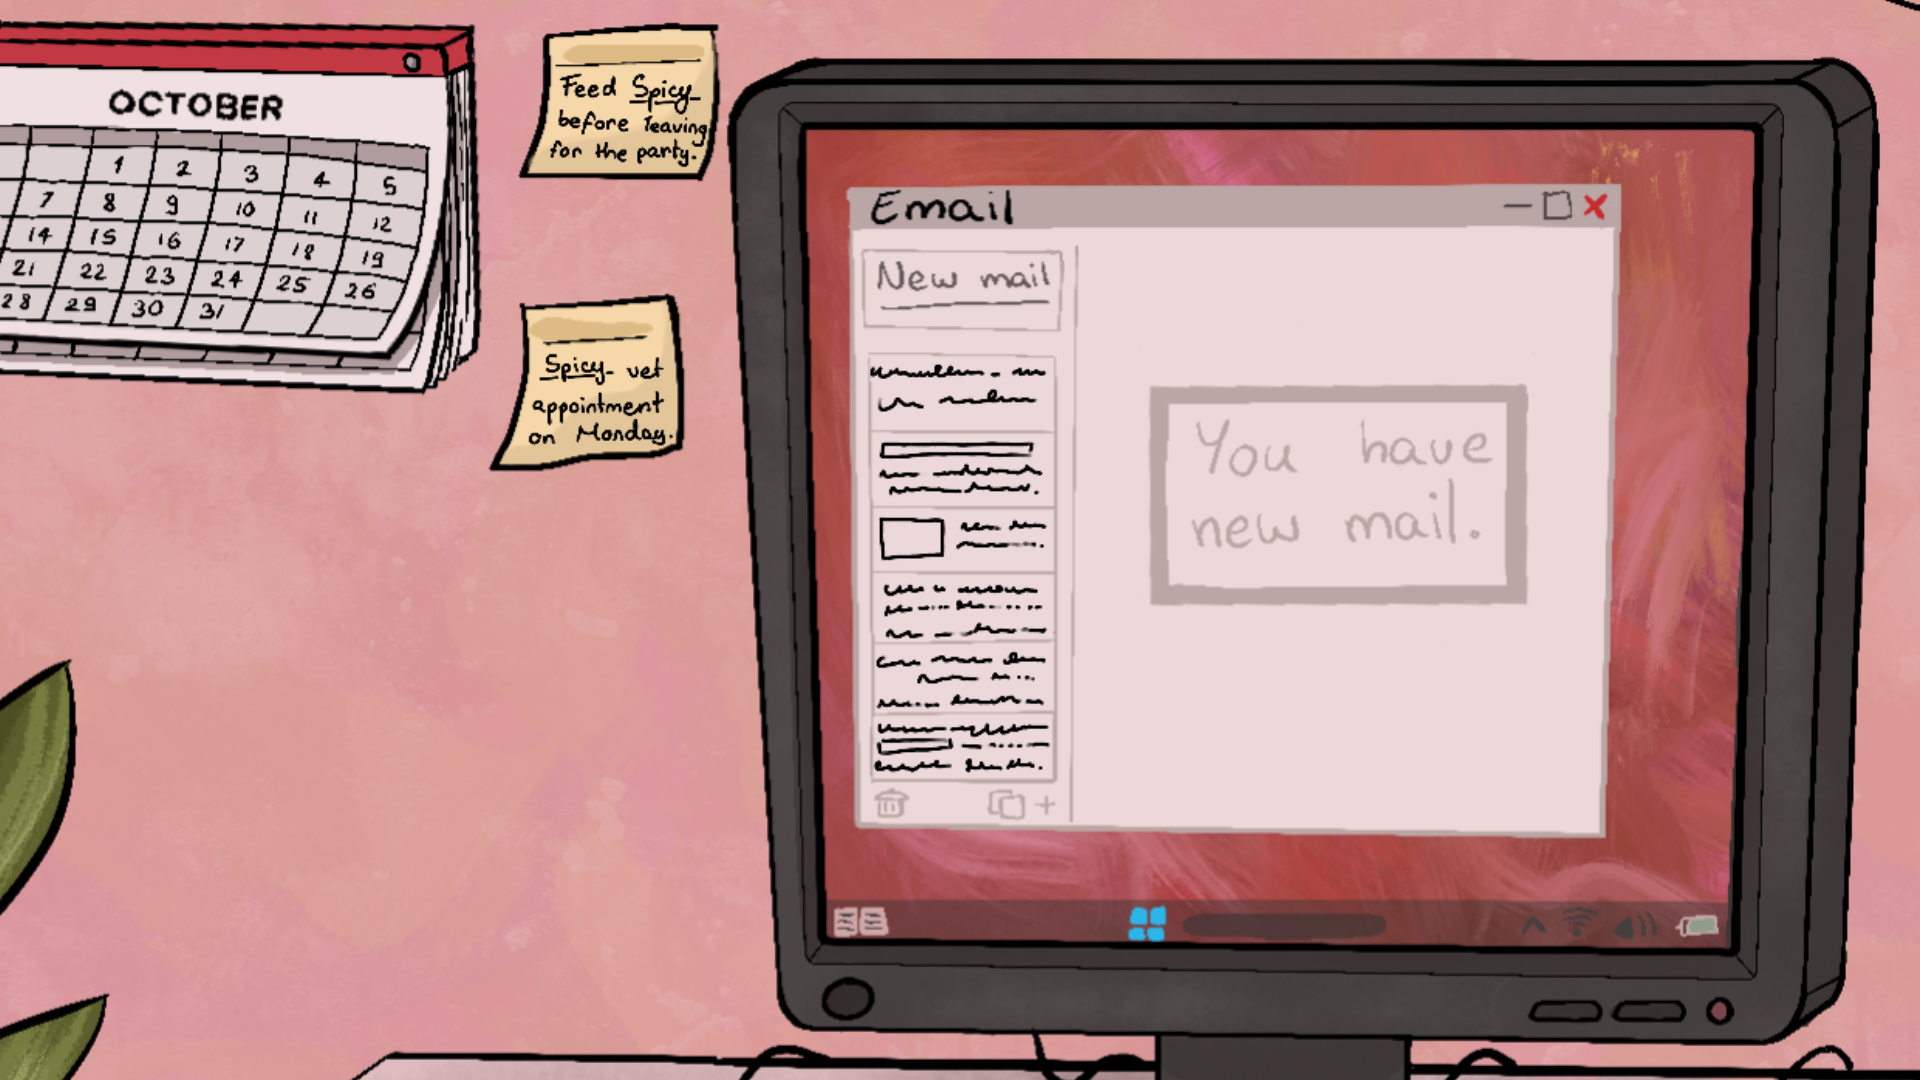 OCTOBER
1 2 3 4 5
7 8 9 10 11 12
14 15 16 17 18 19
21 22 23 24 25 26
28 29 30 31
Feed Spicy
before leaving
for the party.
Spicy vet
appointment
on Monday.
Email
New mail
You have
new mail.